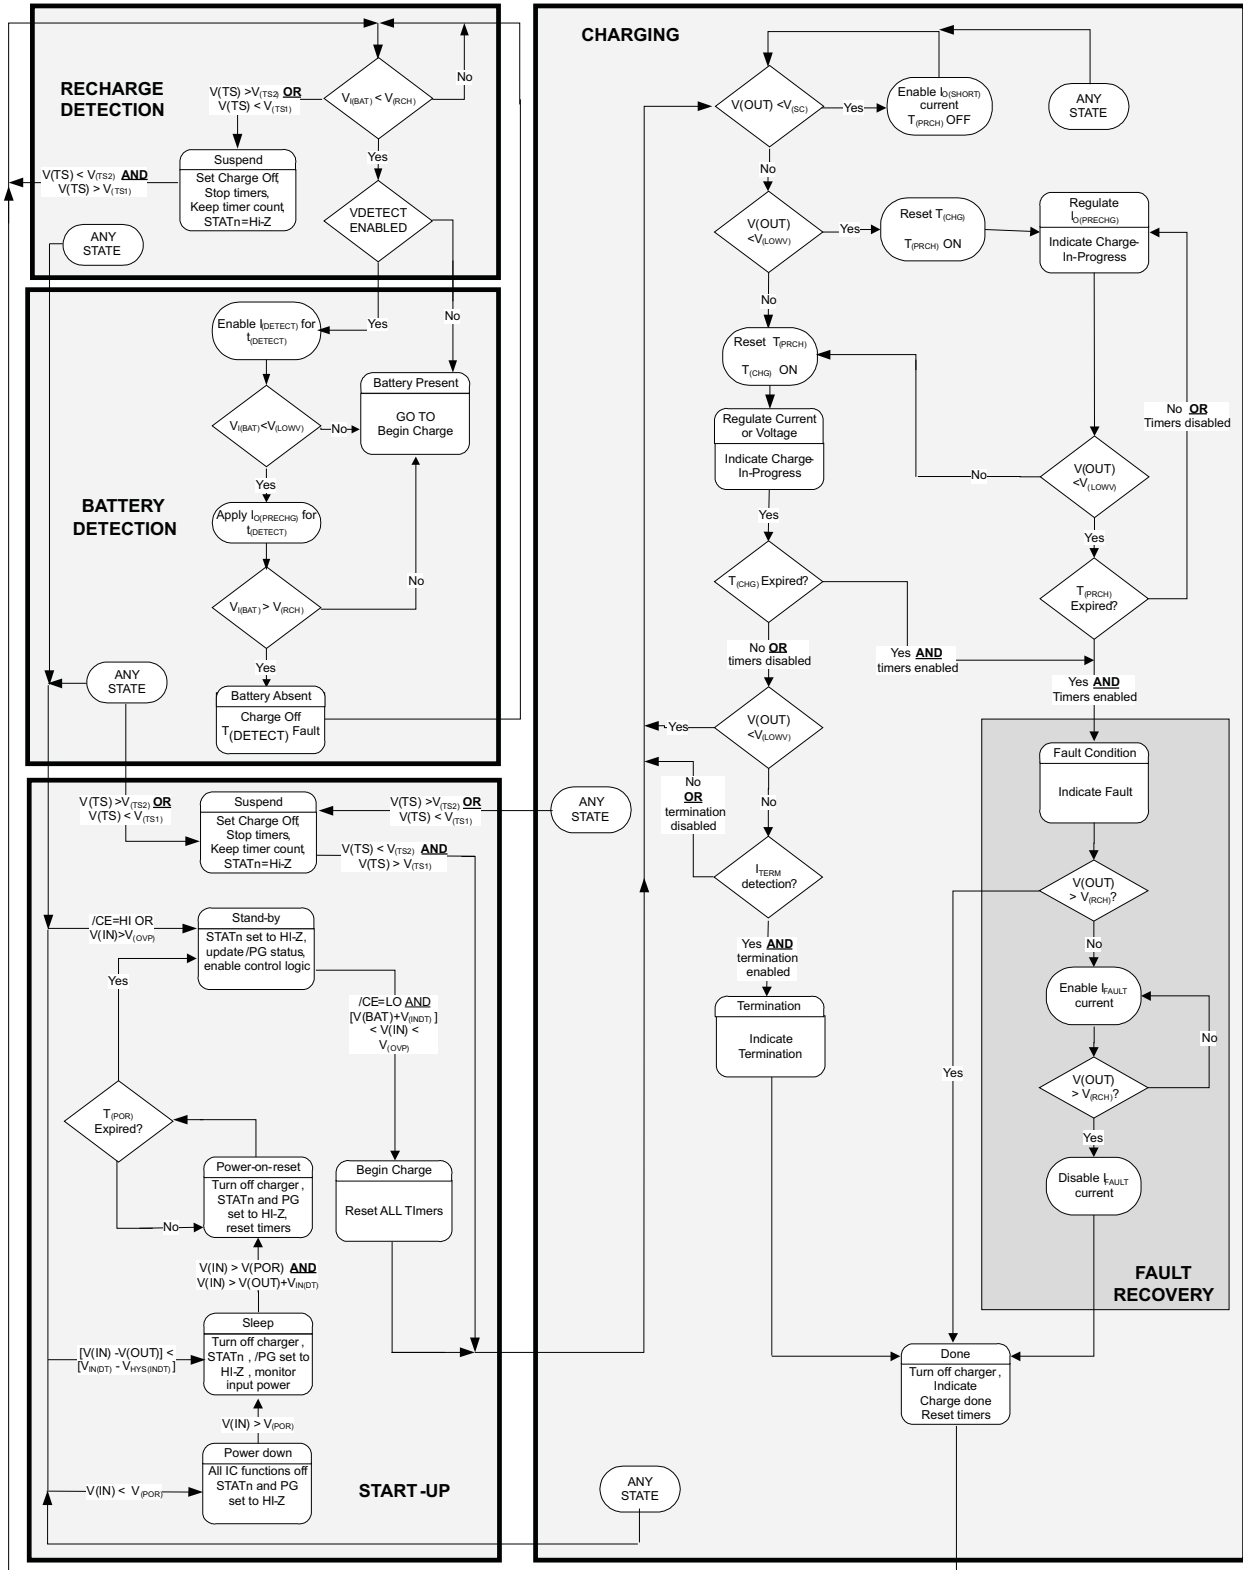 RECHARGE
DETECTION
V(TS) >V(TS2) OR
V(TS) < V(TS1)
VI(BAT) < V(RCH)
No
Yes
Suspend
Set Charge Off,
Stop timers,
Keep timer count,
STATn=Hi-Z
V(TS) < V(TS2) AND
V(TS) > V(TS1)
ANY
STATE
VDETECT
ENABLED
No
Yes
BATTERY
DETECTION
Enable I(DETECT) for
t(DETECT)
VI(BAT)<V(LOWV)
No
Yes
Battery Present
GO TO
Begin Charge
Apply IO(PRECHG) for
t(DETECT)
VI(BAT) > V(RCH)
No
Yes
Battery Absent
Charge Off
T(DETECT) Fault
ANY
STATE
V(TS) >V(TS2) OR
V(TS) < V(TS1)
Suspend
Set Charge Off,
Stop timers,
Keep timer count,
STATn=Hi-Z
V(TS) >V(TS2) OR
V(TS) < V(TS1)
ANY
STATE
V(TS) < V(TS2) AND
V(TS) > V(TS1)
/CE=HI OR
V(IN)>V(OVP)
Stand-by
STATn set to HI-Z,
update /PG status,
enable control logic
Yes
/CE=LO AND
[V(BAT)+V(INDT) ]
< V(IN) <
V(OVP)
T(POR)
Expired?
No
Power-on-reset
Turn off charger ,
STATn and PG
set to HI-Z,
reset timers
Begin Charge
Reset ALL TImers
V(IN) > V(POR) AND
V(IN) > V(OUT)+VIN(DT)
Sleep
Turn off charger ,
STATn , /PG set to
HI-Z , monitor
input power
[V(IN) -V(OUT)] <
[VIN(DT) - VHYS(INDT) ]
V(IN) > V(POR)
Power down
All IC functions off
STATn and PG
set to HI-Z
V(IN) < V(POR)
START-UP
CHARGING
V(OUT) <V(SC)
Yes
Enable IO(SHORT)
current
T(PRCH) OFF
ANY
STATE
No
V(OUT)
<V(LOWV)
Yes
Reset T(CHG)
T(PRCH) ON
Regulate
IO(PRECHG)
Indicate Charge-
In-Progress
No
Reset T(PRCH)
T(CHG) ON
Regulate Current
or Voltage
Indicate Charge-
In-Progress
No OR
Timers disabled
V(OUT)
<V(LOWV)
No
Yes
Yes
T(CHG) Expired?
T(PRCH)
Expired?
No OR
timers disabled
Yes AND
timers enabled
Yes AND
Timers enabled
V(OUT)
<V(LOWV)
Yes
No
No
OR
termination
disabled
ITERM
detection?
Yes AND
termination
enabled
Termination
Indicate
Termination
Fault Condition
Indicate Fault
V(OUT)
> V(RCH)?
No
Yes
Enable IFAULT
current
No
V(OUT)
> V(RCH)?
Yes
Disable IFAULT
current
FAULT
RECOVERY
Done
Turn off charger ,
Indicate
Charge done
Reset timers
ANY
STATE